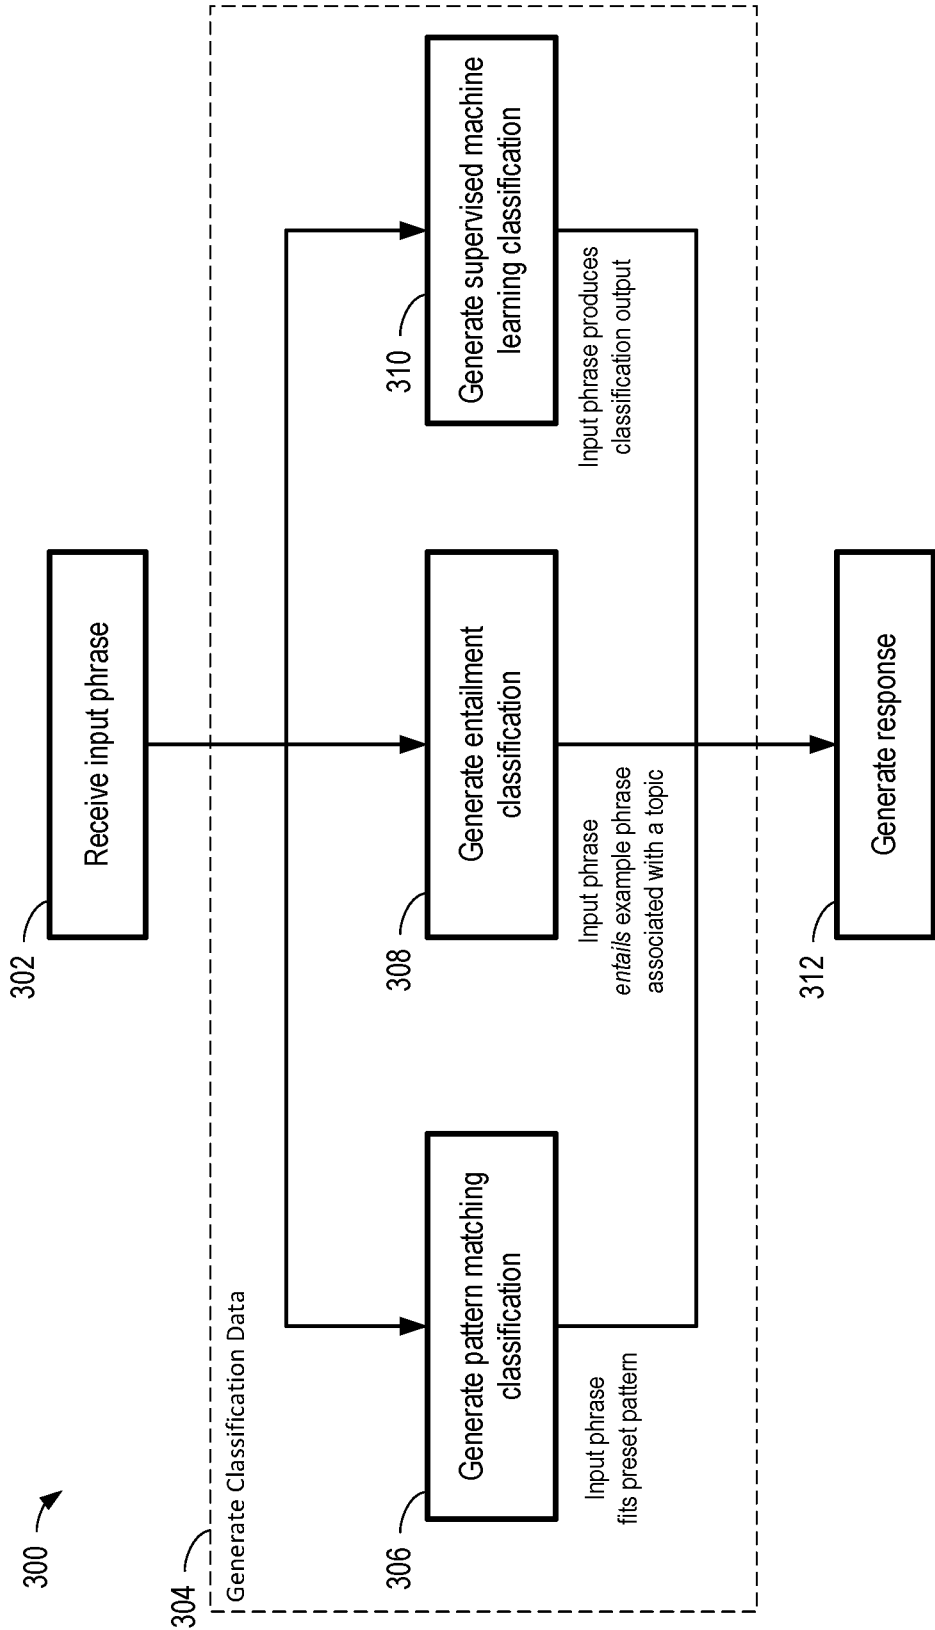 300
302
Receive input phrase
304
Generate Classification Data
306
Generate pattern matching
classification
Input phrase
fits preset pattern
308
Generate entailment
classification
Input phrase
entails example phrase
associated with a topic
310
Generate supervised machine
learning classification
Input phrase produces
classification output
312
Generate response